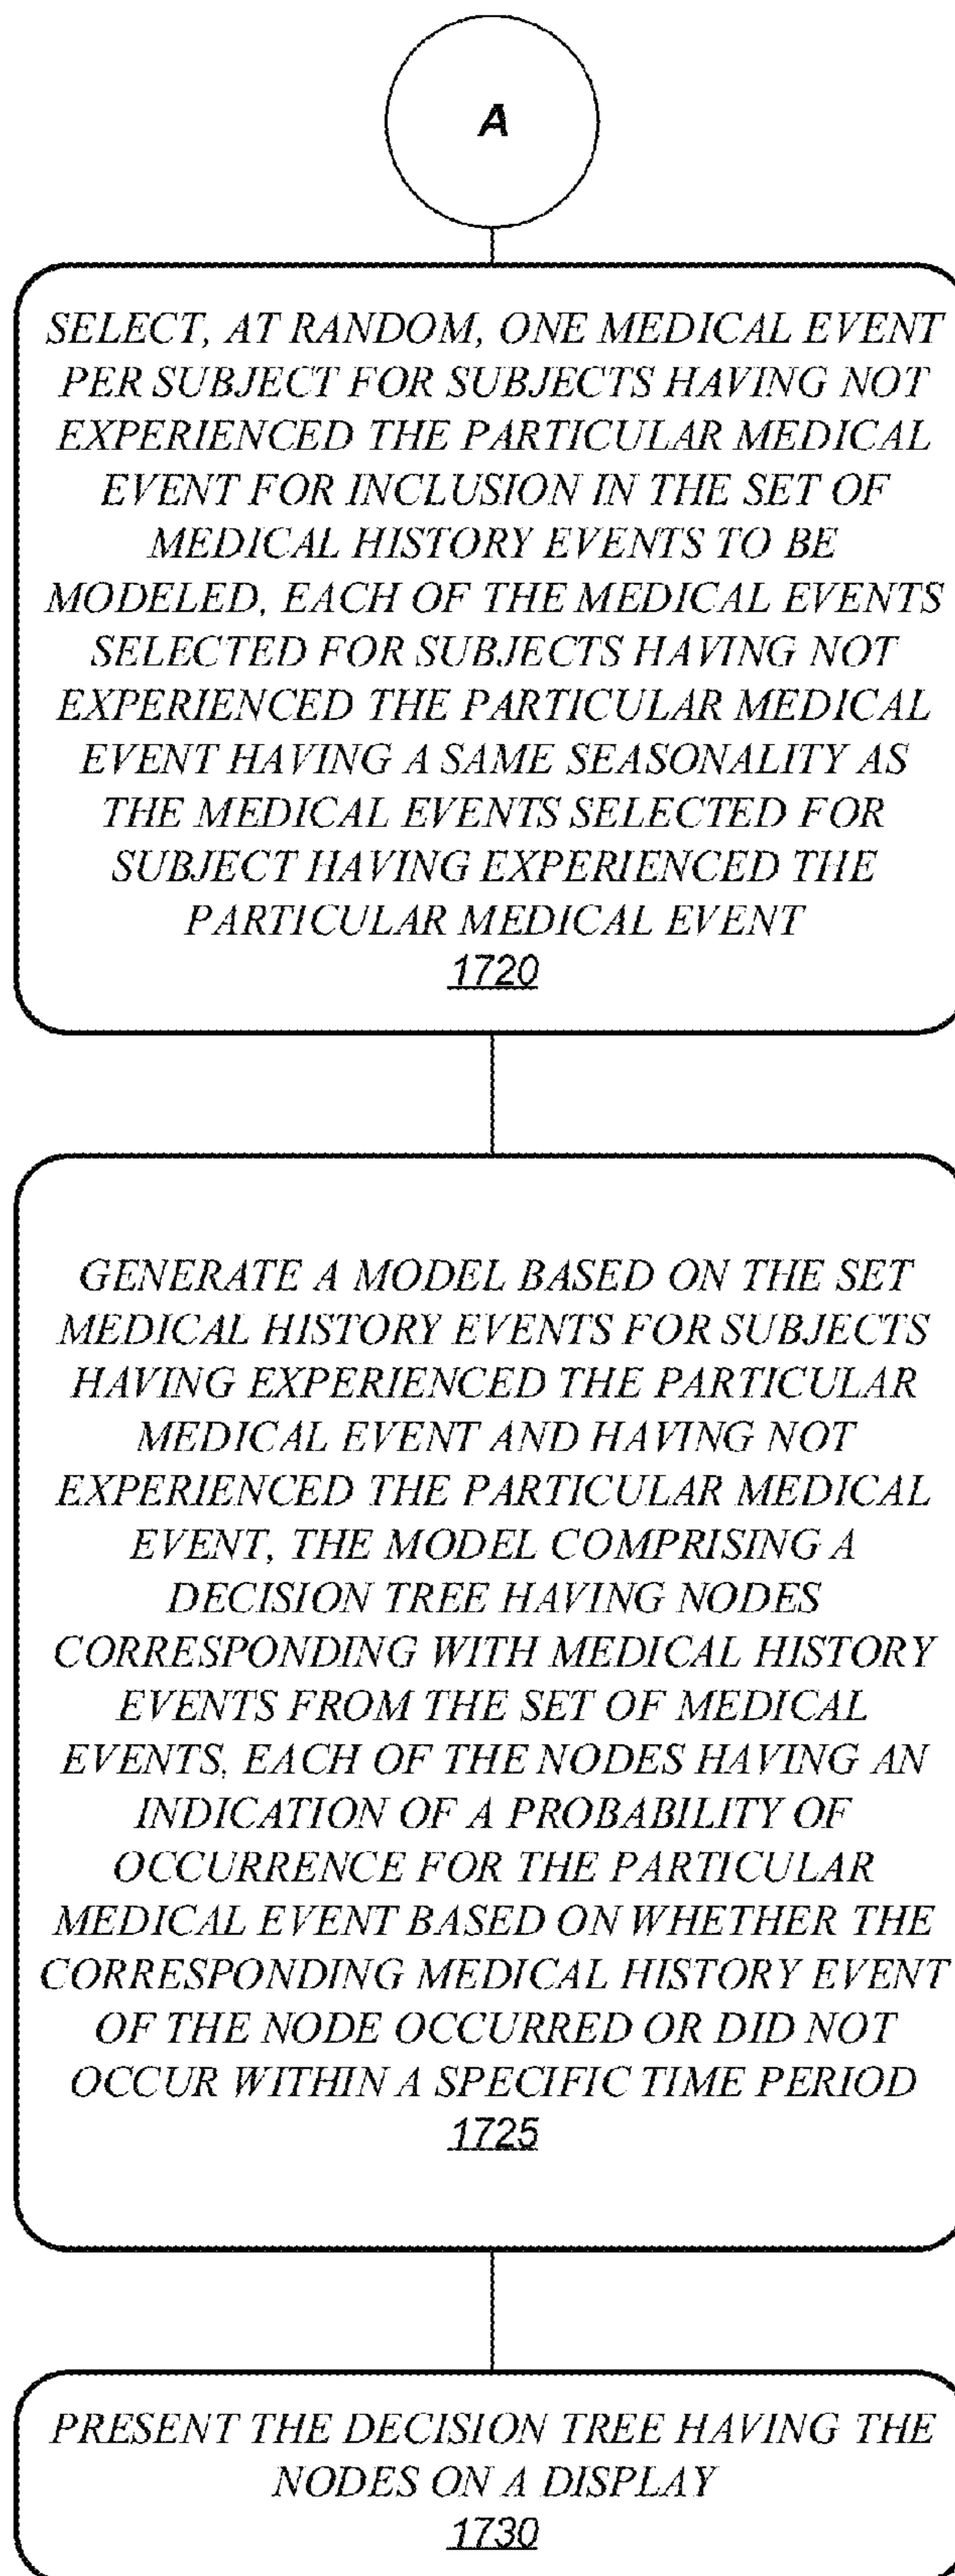 A
SELECT, AT RANDOM, ONE MEDICAL EVENT
PER SUBJECT FOR SUBJECTS HAVING NOT
EXPERIENCED THE PARTICULAR MEDICAL
EVENT FOR INCLUSION IN THE SET OF
MEDICAL HISTORY EVENTS TO BE
MODELED, EACH OF THE MEDICAL EVENTS
SELECTED FOR SUBJECTS HAVING NOT
EXPERIENCED THE PARTICULAR MEDICAL
EVENT HAVING A SAME SEASONALITY AS
THE MEDICAL EVENTS SELECTED FOR
SUBJECT HAVING EXPERIENCED THE
PARTICULAR MEDICAL EVENT
1720
GENERATE A MODEL BASED ON THE SET
MEDICAL HISTORY EVENTS FOR SUBJECTS
HAVING EXPERIENCED THE PARTICULAR
MEDICAL EVENT AND HAVING NOT
EXPERIENCED THE PARTICULAR MEDICAL
EVENT, THE MODEL COMPRISING A
DECISION TREE HAVING NODES
CORRESPONDING WITH MEDICAL HISTORY
EVENTS FROM THE SET OF MEDICAL
EVENTS, EACH OF THE NODES HAVING AN
INDICATION OF A PROBABILITY OF
OCCURRENCE FOR THE PARTICULAR
MEDICAL EVENT BASED ON WHETHER THE
CORRESPONDING MEDICAL HISTORY EVENT
OF THE NODE OCCURRED OR DID NOT
OCCUR WITHIN A SPECIFIC TIME PERIOD
1725
PRESENT THE DECISION TREE HAVING THE
NODES ON A DISPLAY
1730